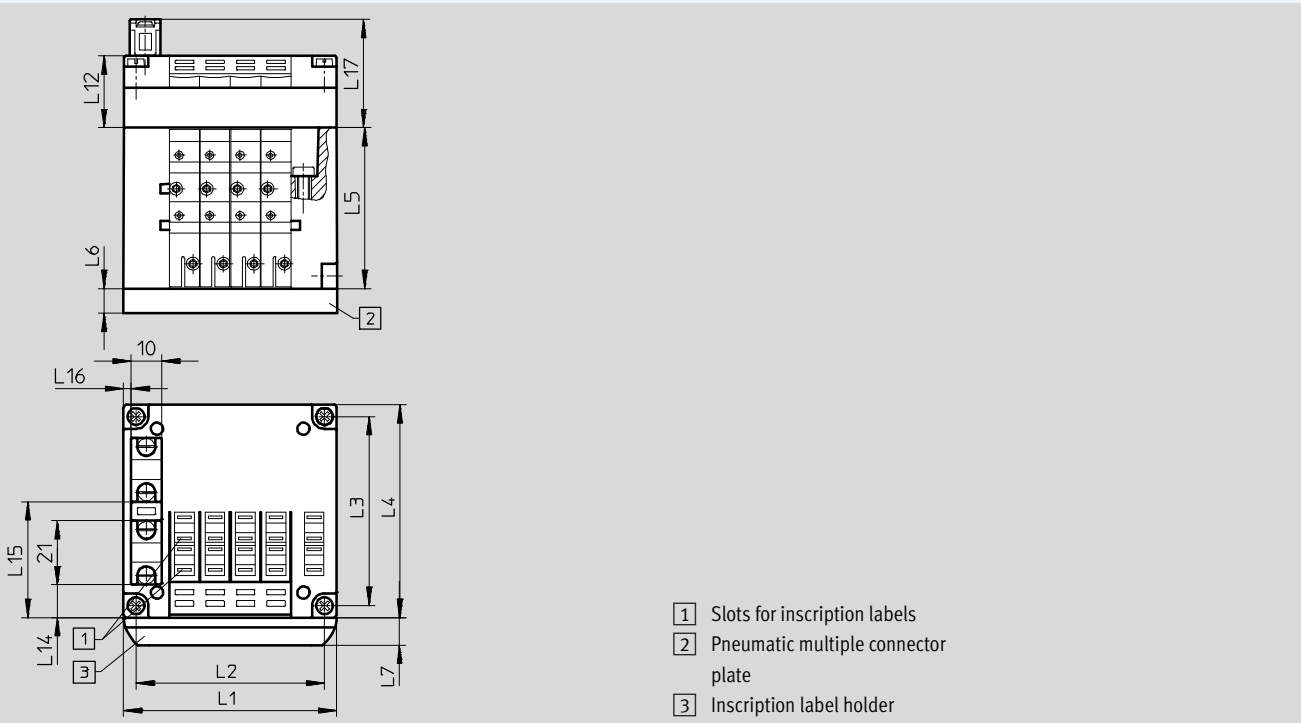 L12
L17
L5
L6
2
10
L16
L3
L4
L15
21
L14
1
3
L2
L1
L7
1 Slots for inscription labels
2 Pneumatic multiple connector
plate
3 Inscription label holder